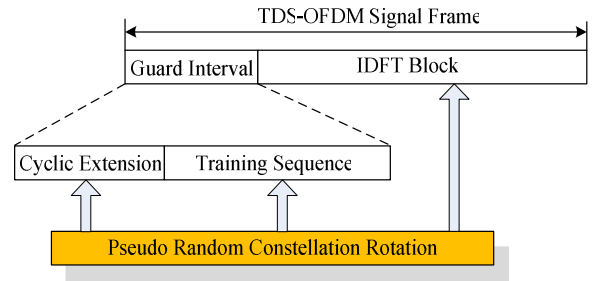 TDS-OFDM Signal Frame
Guard Interval IDFT Block
Cyclic Extension Training Sequence
Pseudo Random Constellation Rotation